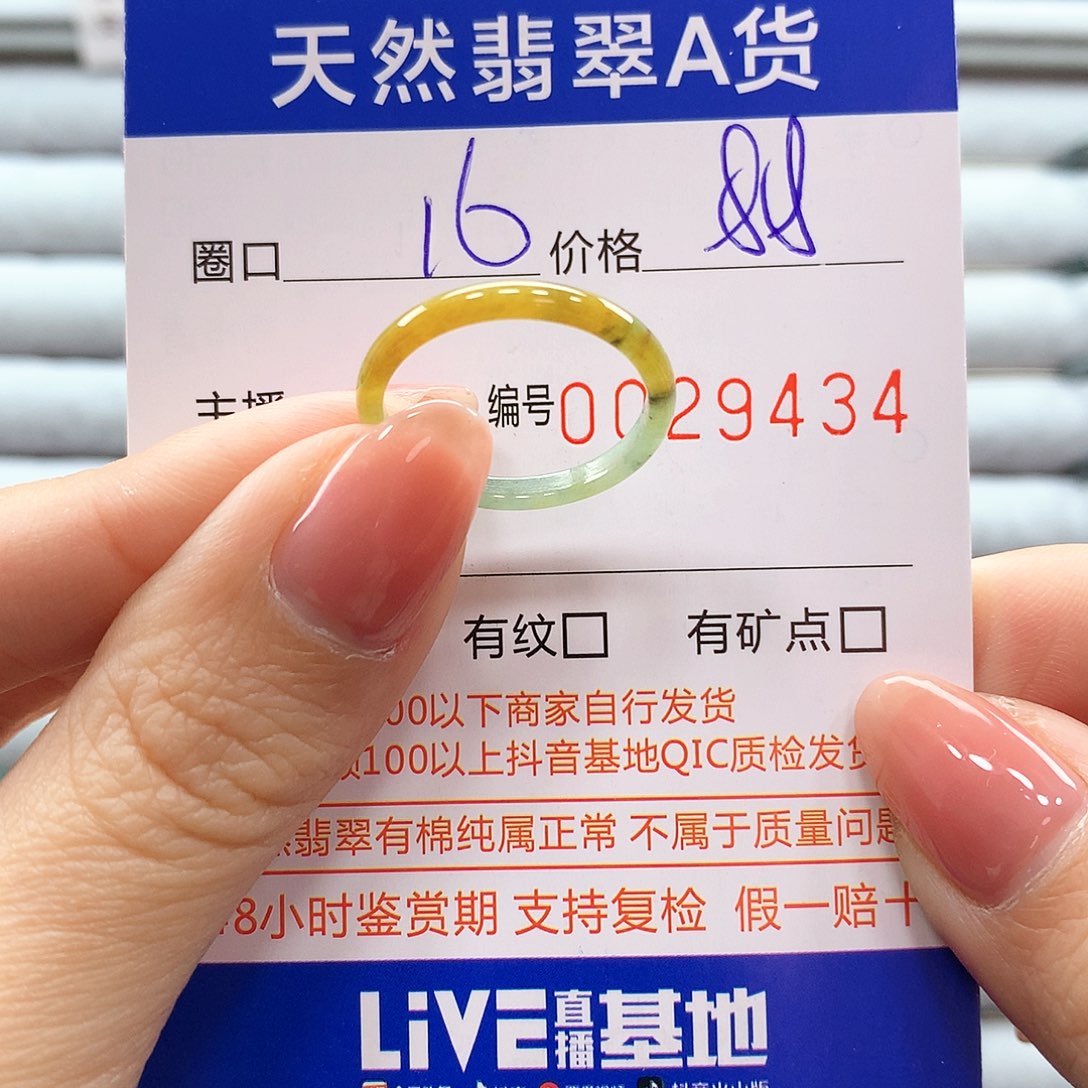 天然翡翠A货
圈口 16 价格 88
主播 编号 0029434
有纹□ 有矿点□
00以下商家自行发货
100以上抖音基地QIC质检发货
翡翠有棉纯属正常 不属于质量问题
8小时鉴赏期 支持复检 假一赔十
LiVE直播基地